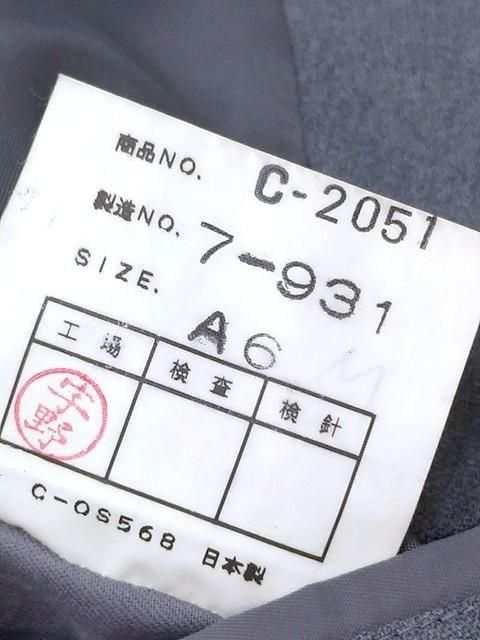 商品NO. C-2051
製造NO. 7-931
SIZE. A6
工場 検査 検針
宇野
C-OS568 日本製